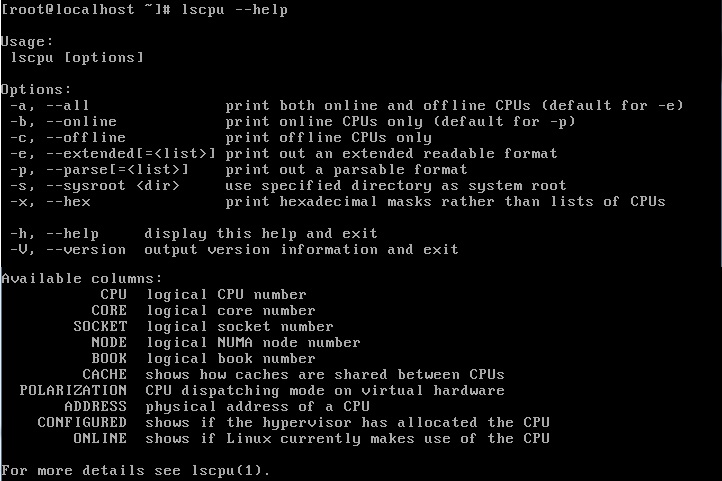 [root@localhost ~]# lscpu --help
Usage:
lscpu [options]
Options:
-a, --all print both online and offline CPUs (default for -e)
-b, --online print online CPUs only (default for -p)
-c, --offline print offline CPUs only
-e, --extended[=<list>] print out an extended readable format
-p, --parse[=<list>] print out a parsable format
-s, --sysroot <dir> use specified directory as system root
-x, --hex print hexadecimal masks rather than lists of CPUs
-h, --help display this help and exit
-V, --version output version information and exit
Available columns:
CPU logical CPU number
CORE logical core number
SOCKET logical socket number
NODE logical NUMA node number
BOOK logical book number
CACHE shows how caches are shared between CPUs
POLARIZATION CPU dispatching mode on virtual hardware
ADDRESS physical address of a CPU
CONFIGURED shows if the hypervisor has allocated the CPU
ONLINE shows if Linux currently makes use of the CPU
For more details see lscpu(1).